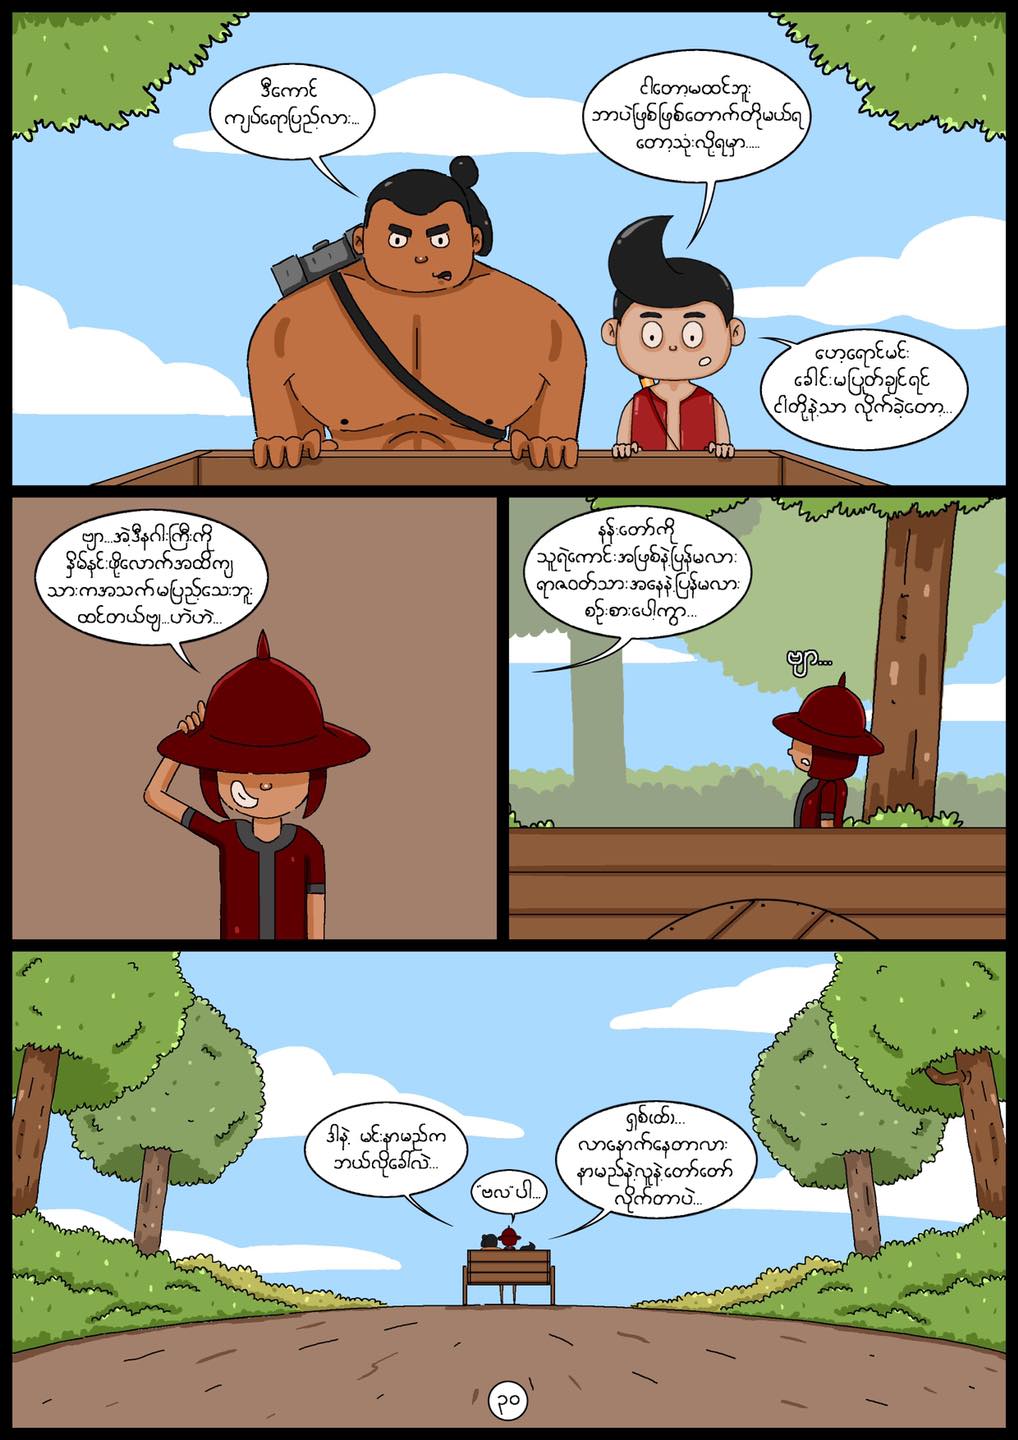 ဒီကောင်
ကျပ်ရောပြည့်လား...
ငါတော့မထင်ဘူး
ဘာပဲဖြစ်ဖြစ်တောက်တိုမယ်ရ
တော့သုံးလို့ရမှာ.....
ဟေ့ရောင်မင်း
ခေါင်းမပြုတ်ချင်ရင်
ငါတို့နဲ့သာ လိုက်ခဲ့တော့...
ဗျာ...အဲ့ဒီနဂါးကြီးကို
နှိမ်နင်းဖို့လောက်အထိကျ
သားကအသက်မပြည့်သေးဘူး
ထင်တယ်ဗျ...ဟဲဟဲ...
နန်းတော်ကို
သူရဲကောင်းအဖြစ်နဲ့ပြန်မလား
ရာဇဝတ်သားအနေနဲ့ပြန်မလား
စဉ်းစားပေါ့ကွာ...
ဗျာ...
ဒါနဲ့ မင်းနာမည်က
ဘယ်လိုခေါ်လဲ...
"ဗလ"ပါ...
ရှစ်(ထ်)...
လာနောက်နေတာလား
နာမည်နဲ့လူနဲ့တော်တော်
လိုက်တာပဲ...
၃၀